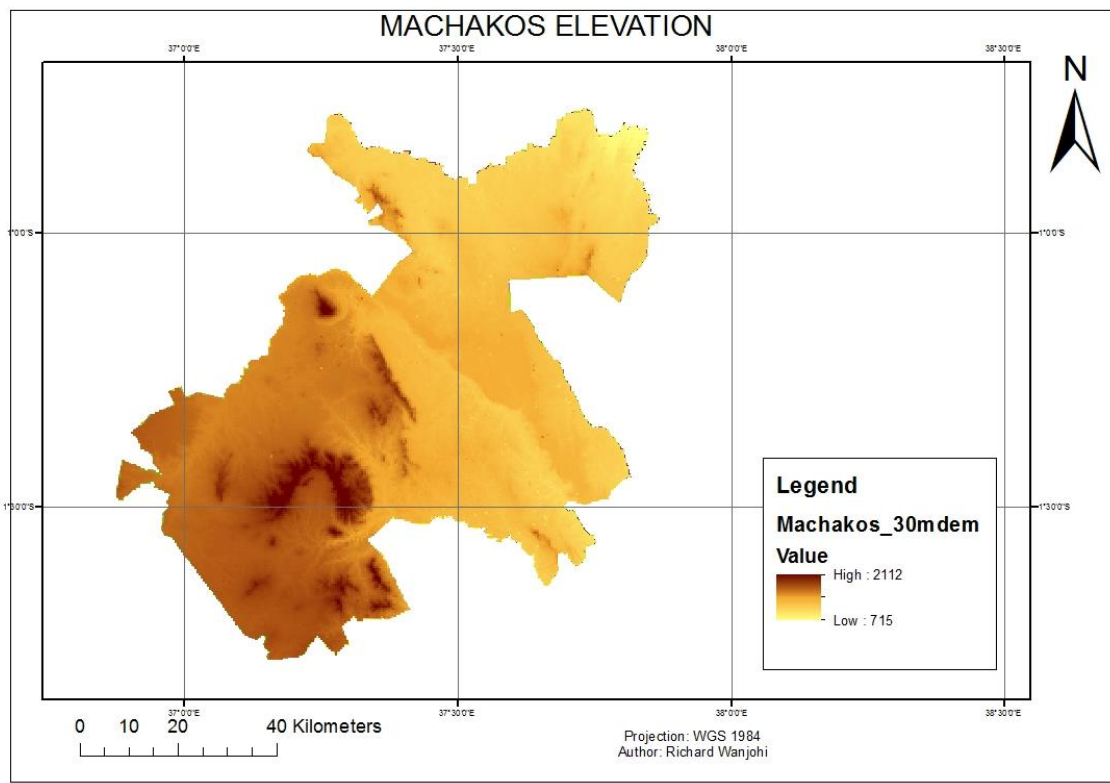 MACHAKOS ELEVATION
37°0'0"E 37°30'0"E 38°0'0"E 38°30'0"E
N
1°0'0"S 1°0'0"S
1°30'0"S 1°30'0"S
Legend
Machakos_30mdem
Value
High : 2112
Low : 715
37°0'0"E 37°30'0"E 38°0'0"E 38°30'0"E
0 10 20 40 Kilometers
Projection: WGS 1984
Author: Richard Wanjohi